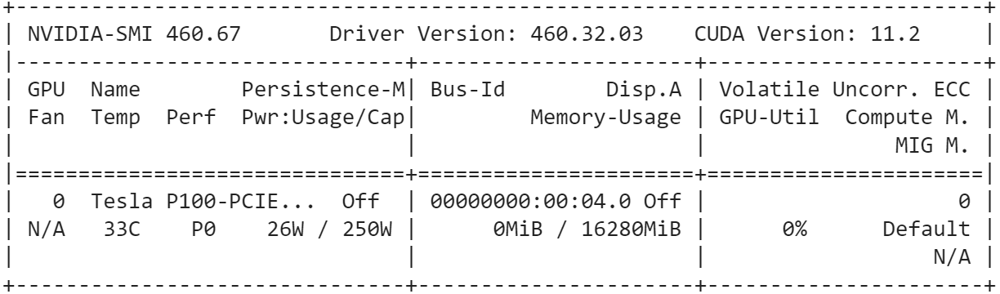 +-----------------------------------------------------------------------------+
| NVIDIA-SMI 460.67       Driver Version: 460.32.03    CUDA Version: 11.2     |
|-------------------------------+----------------------+----------------------+
| GPU  Name        Persistence-M| Bus-Id        Disp.A | Volatile Uncorr. ECC |
| Fan  Temp  Perf  Pwr:Usage/Cap|         Memory-Usage | GPU-Util  Compute M. |
|                               |                      |               MIG M. |
|===============================+======================+======================|
|   0  Tesla P100-PCIE...  Off  | 00000000:00:04.0 Off |                    0 |
| N/A   33C    P0    26W / 250W |      0MiB / 16280MiB |      0%      Default |
|                               |                      |                  N/A |
+-------------------------------+----------------------+----------------------+